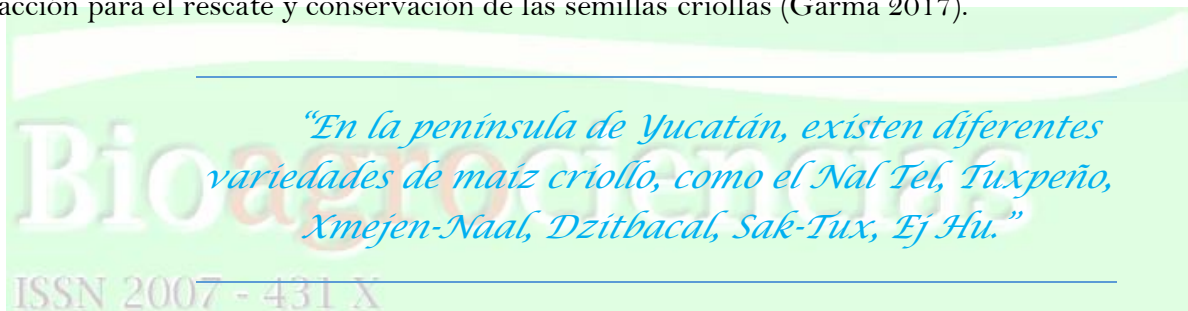 acción para el rescate y conservación de las semillas criollas (Garma 2017).
“En la península de Yucatán, existen diferentes
variedades de maíz criollo, como el Nal Tel, Tuxpeño,
Xmejen-Naal, Dzitbacal, Sak-Tux, Ej Hu.”
Bioagrociencias
ISSN 2007 - 431 X